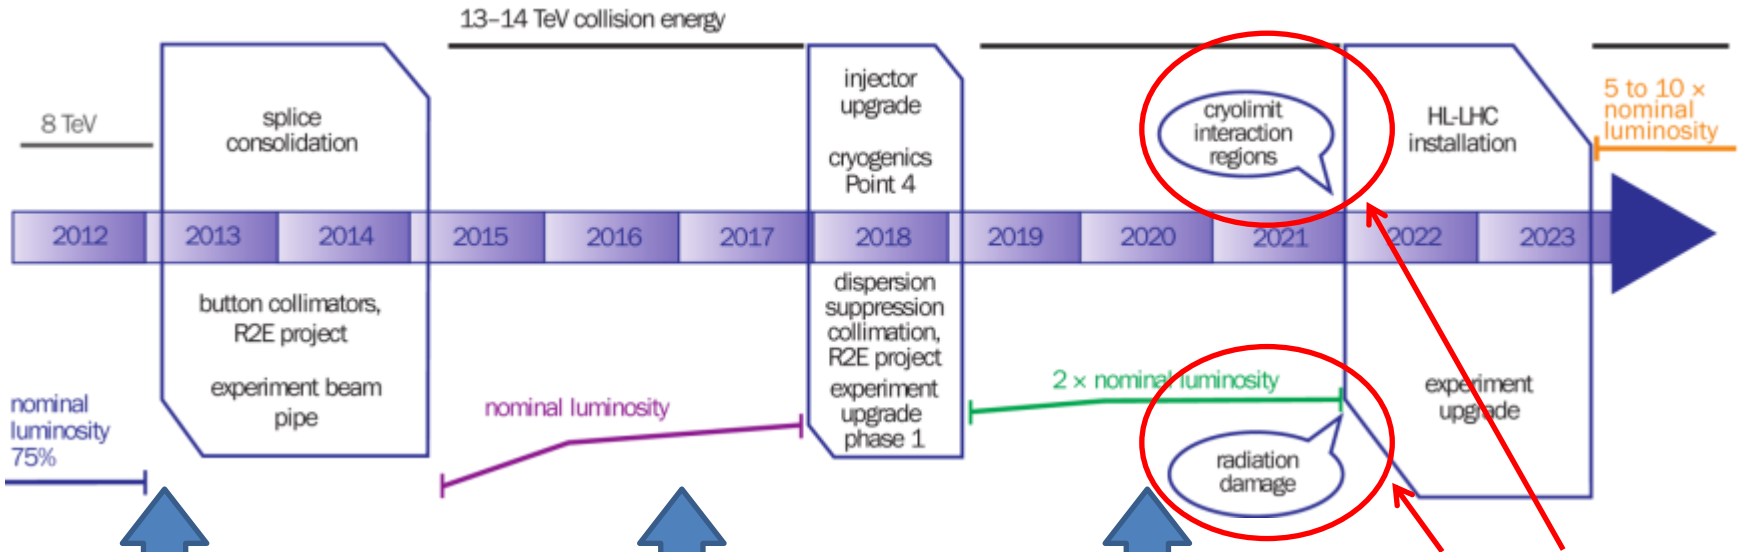 13–14 TeV collision energy
8 TeV
splice
consolidation
injector
upgrade
cryogenics
Point 4
cryolimit
interaction
regions
HL-LHC
installation
5 to 10 ×
nominal
luminosity
2012
2013
2014
2015
2016
2017
2018
2019
2020
2021
2022
2023
nominal
luminosity
75%
button collimators,
R2E project
experiment beam
pipe
nominal luminosity
dispersion
suppression
collimation,
R2E project
experiment
upgrade
phase 1
2 × nominal luminosity
radiation
damage
experiment
upgrade